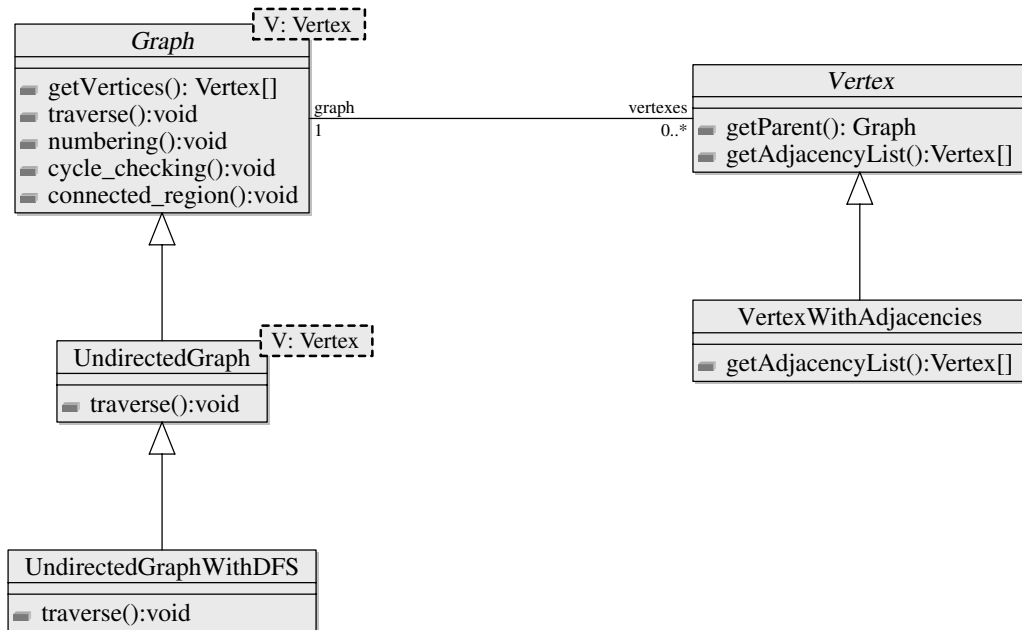 V: Vertex
Graph
getVertices(): Vertex[]
traverse():void
numbering():void
cycle_checking():void
connected_region():void
graph
1
vertexes
0..*
Vertex
getParent(): Graph
getAdjacencyList():Vertex[]
VertexWithAdjacencies
getAdjacencyList():Vertex[]
V: Vertex
UndirectedGraph
traverse():void
UndirectedGraphWithDFS
traverse():void